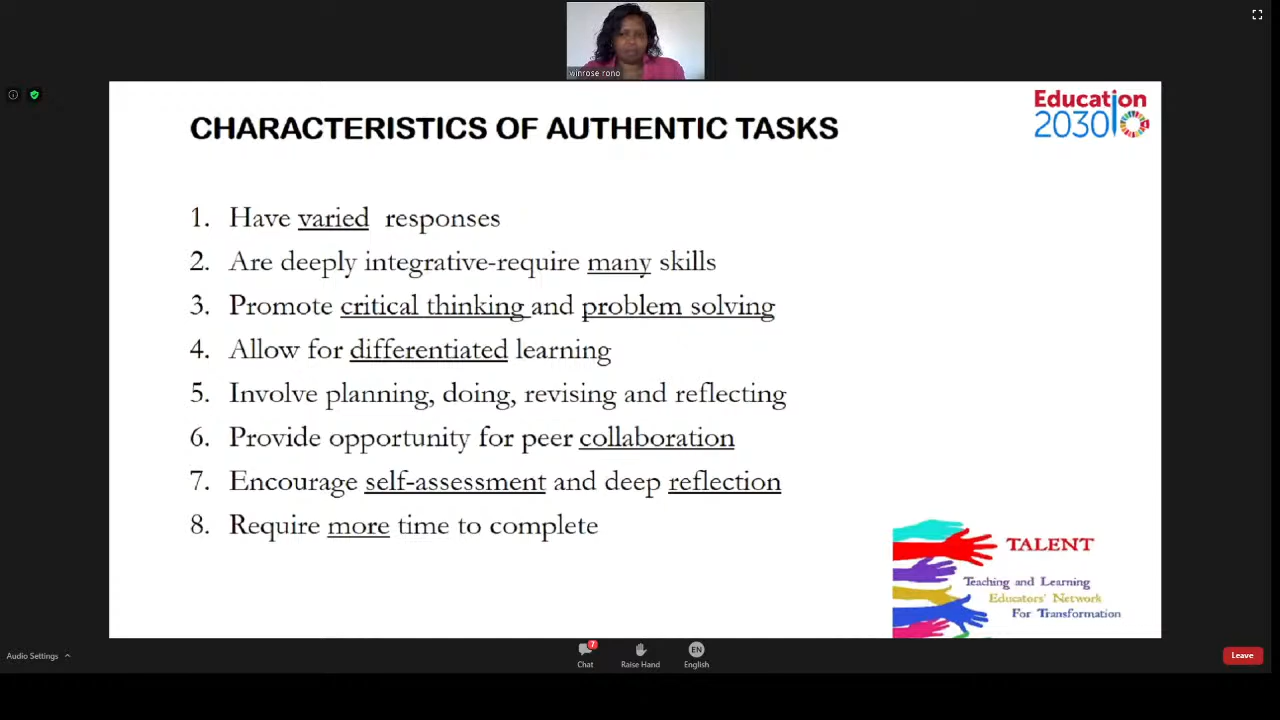 winrose rono
CHARACTERISTICS OF AUTHENTIC TASKS
Education
2030
1. Have varied responses
2. Are deeply integrative-require many skills
3. Promote critical thinking and problem solving
4. Allow for differentiated learning
5. Involve planning, doing, revising and reflecting
6. Provide opportunity for peer collaboration
7. Encourage self-assessment and deep reflection
8. Require more time to complete
TALENT
Teaching and Learning
Educators' Network
For Transformation
Audio Settings
7
Chat
Raise Hand
EN
English
Leave